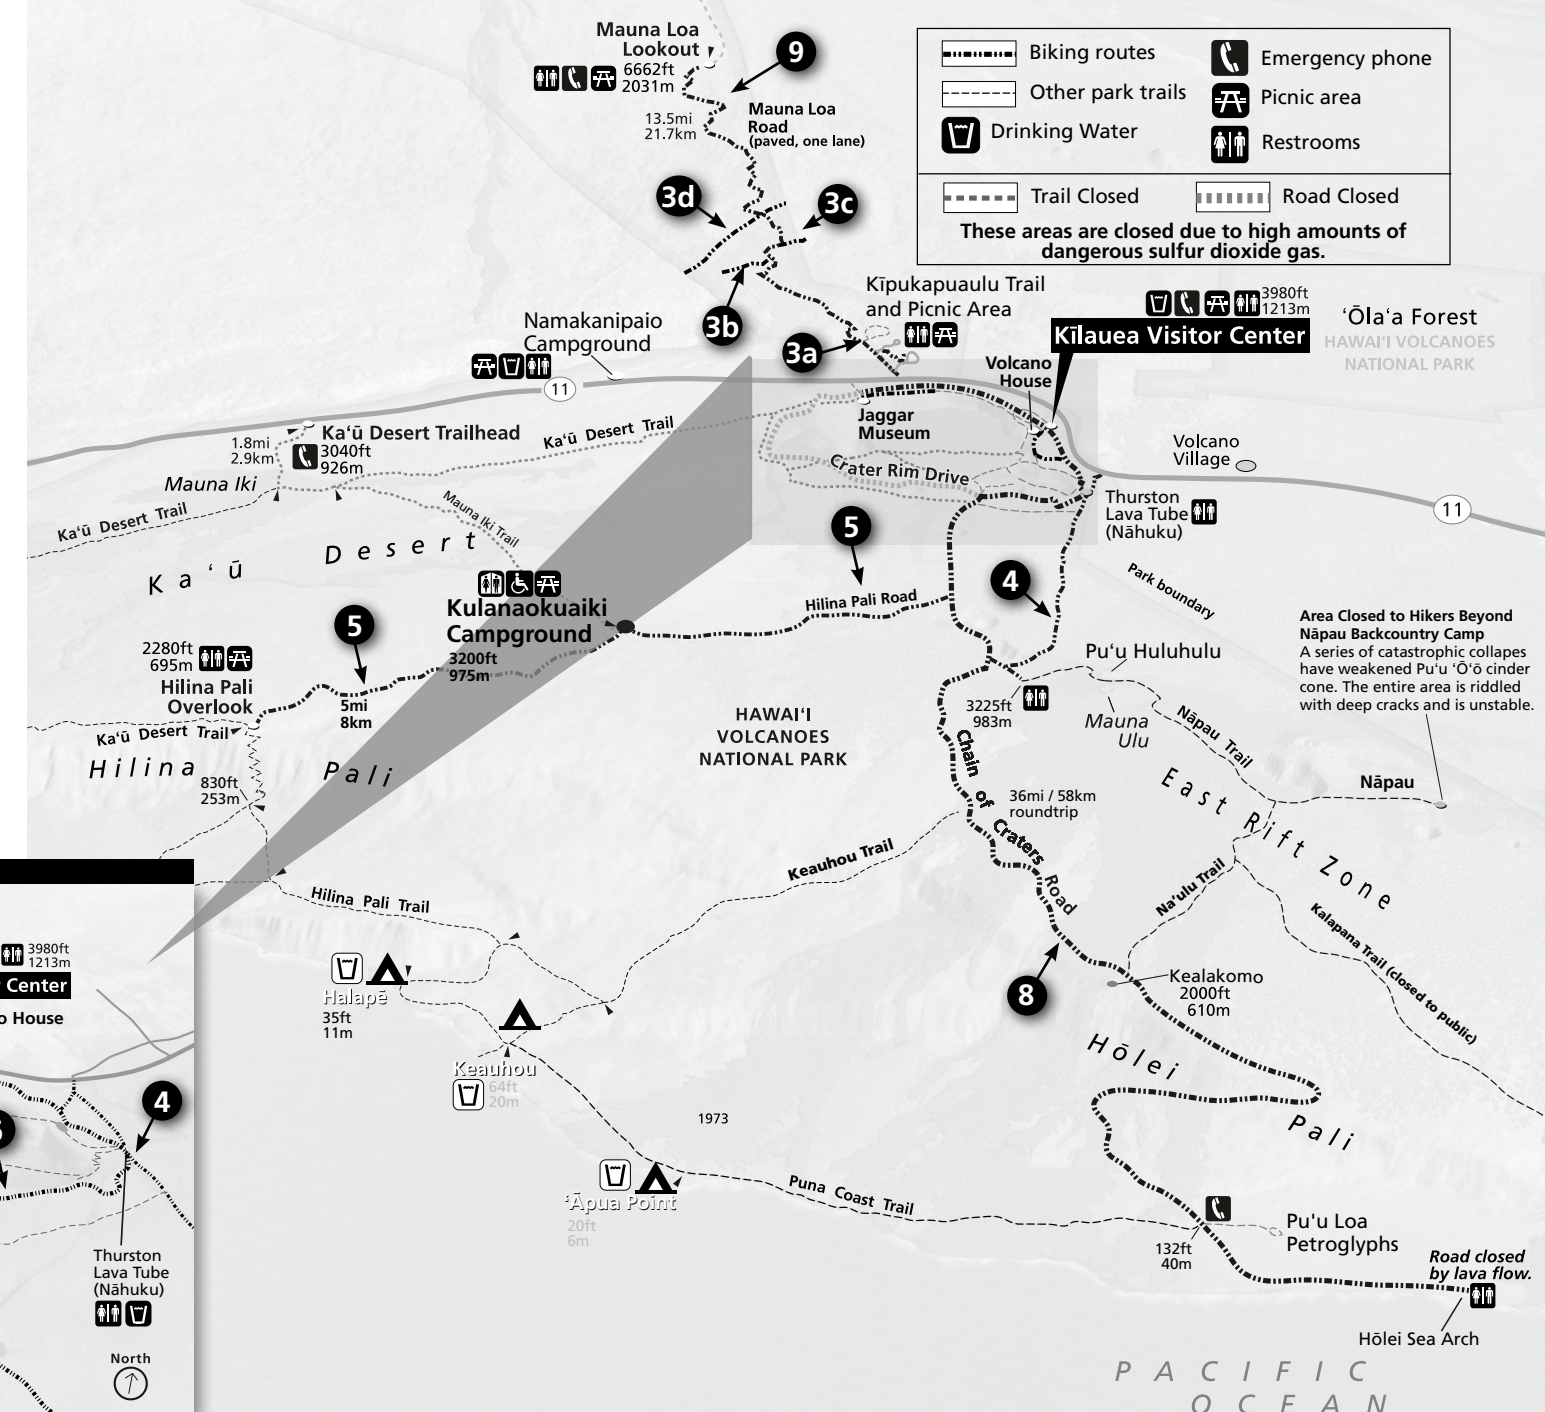 Mauna Loa
Lookout
6662ft
2031m
9
13.5mi
21.7km
Mauna Loa
Road
(paved, one lane)
Biking routes
Emergency phone
Other park trails
Picnic area
Drinking Water
Restrooms
Trail Closed
Road Closed
These areas are closed due to high amounts of
dangerous sulfur dioxide gas.
3d
3c
3b
3a
Kīpukapuaulu Trail
and Picnic Area
3980ft
1213m
Kīlauea Visitor Center
ʻŌlaʻa Forest
HAWAIʻI VOLCANOES
NATIONAL PARK
Namakanipaio
Campground
11
Volcano
House
Jaggar
Museum
Kaʻū Desert Trailhead
3040ft
926m
1.8mi
2.9km
Kaʻū Desert Trail
Mauna Iki
Kaʻū Desert Trail
Mauna Iki Trail
Crater Rim Drive
Volcano
Village
11
Thurston
Lava Tube
(Nāhuku)
Kaʻū Desert
5
4
Park boundary
Hilina Pali Road
Kulanaokuaiki
Campground
3200ft
975m
5
2280ft
695m
Hilina Pali
Overlook
5mi
8km
Kaʻū Desert Trail
Hilina Pali
830ft
253m
HAWAIʻI
VOLCANOES
NATIONAL PARK
Area Closed to Hikers Beyond
Nāpau Backcountry Camp
A series of catastrophic collapes
have weakened Puʻu ʻŌʻō cinder
cone. The entire area is riddled
with deep cracks and is unstable.
Puʻu Huluhulu
3225ft
983m
Mauna
Ulu
Nāpau Trail
Nāpau
East Rift Zone
Chain of Craters Road
36mi / 58km
roundtrip
Keauhou Trail
Naʻulu Trail
Kalapana Trail (closed to public)
Hilina Pali Trail
Halapē
35ft
11m
Keauhou
64ft
20m
8
Kealakomo
2000ft
610m
Hōlei Pali
1973
ʻĀpua Point
20ft
6m
Puna Coast Trail
132ft
40m
Pu'u Loa
Petroglyphs
Road closed
by lava flow.
Hōlei Sea Arch
PACIFIC
OCEAN
3980ft
1213m
Center
o House
4
Thurston
Lava Tube
(Nāhuku)
North